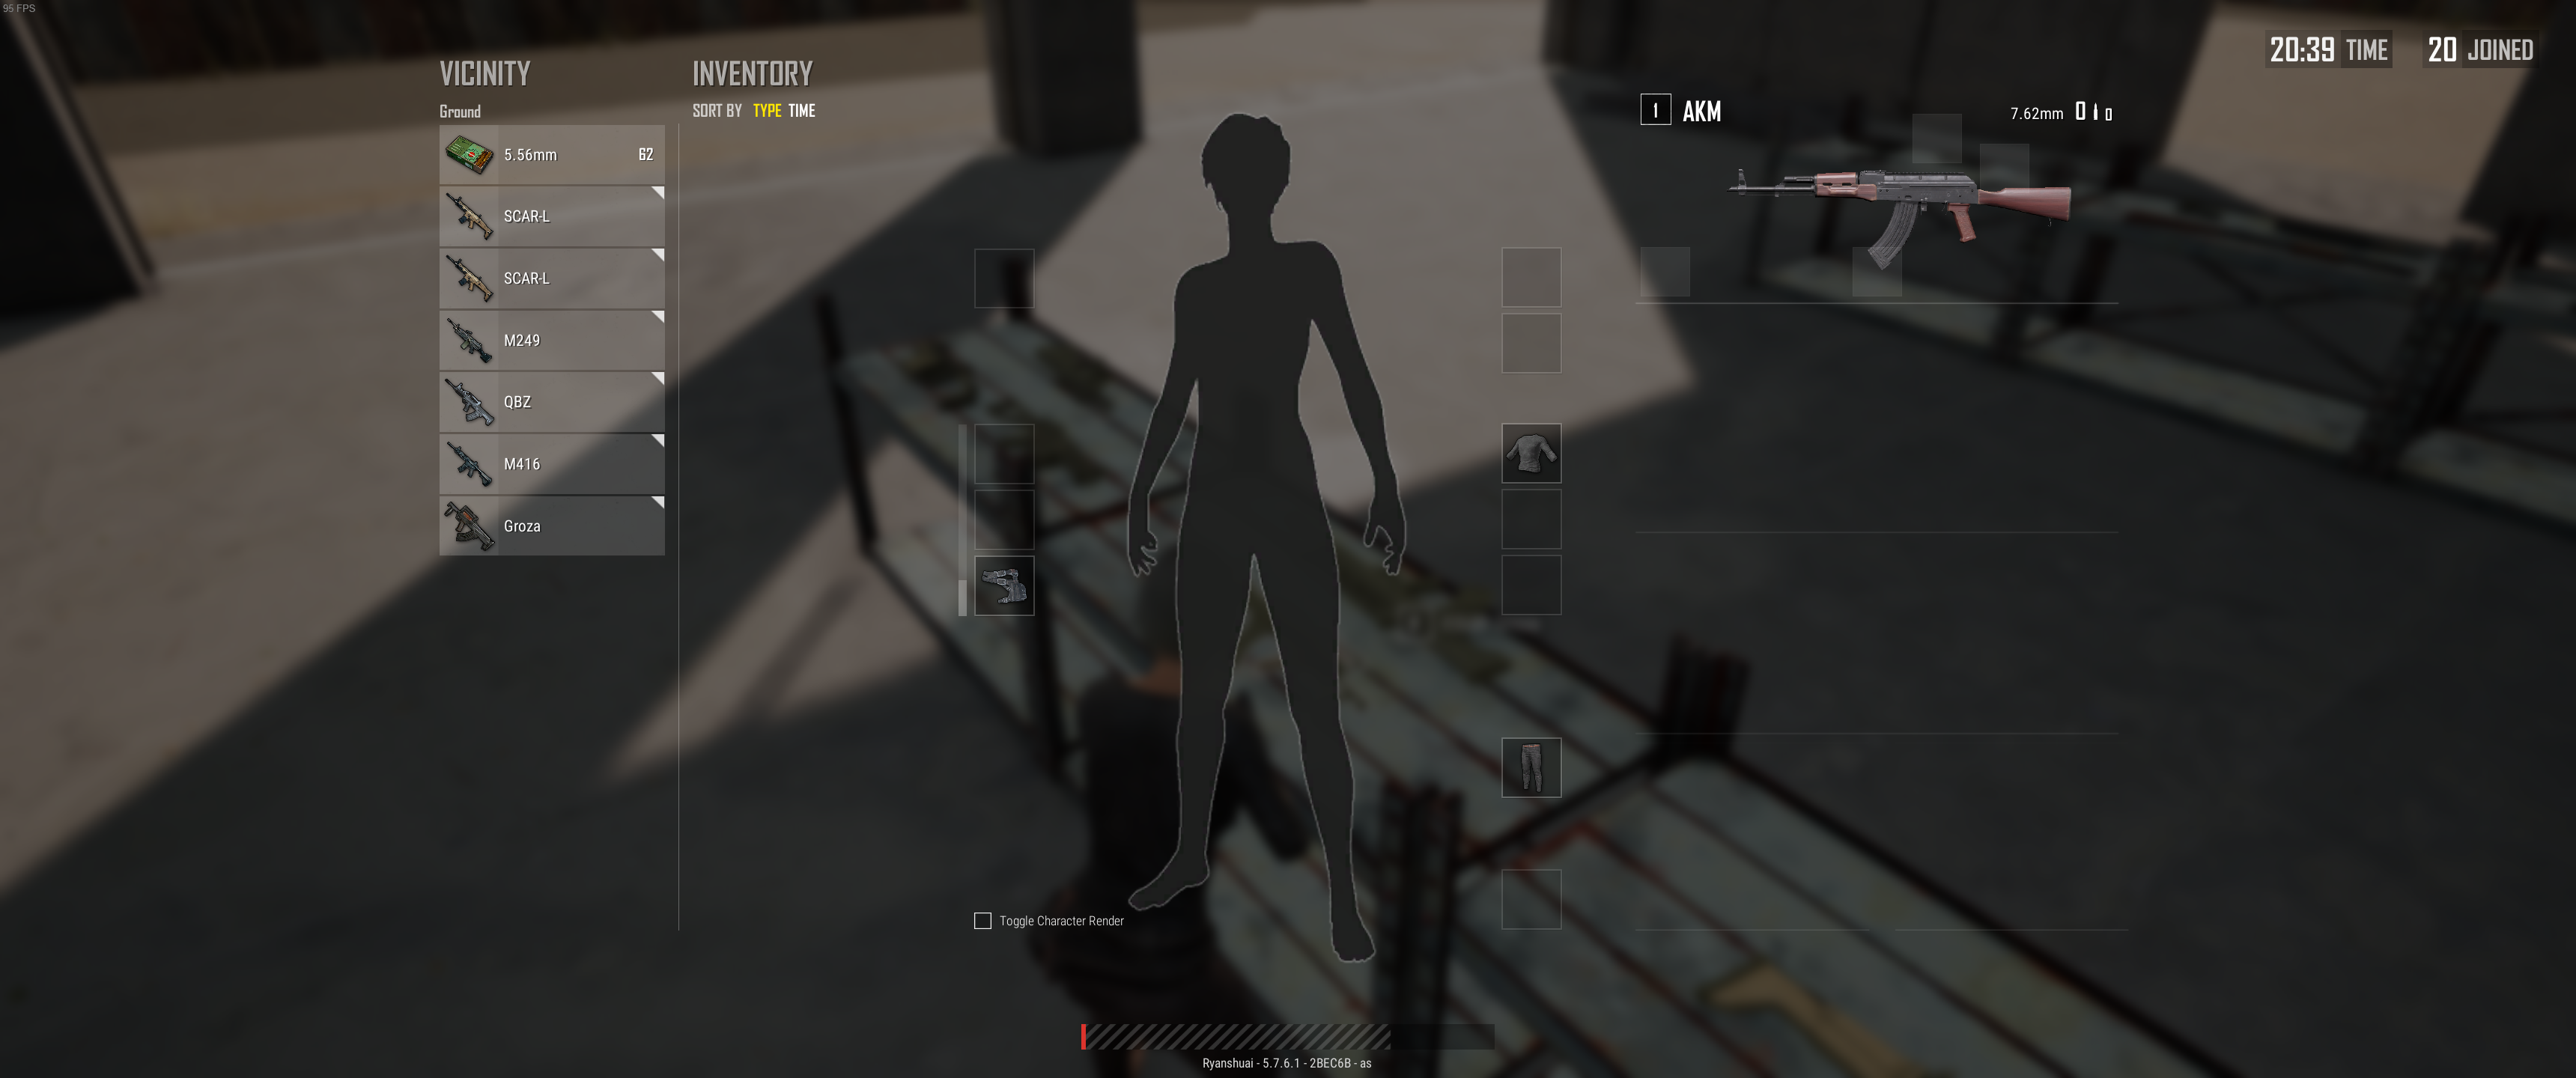 95 FPS
20:39 TIME 20 JOINED
VICINITY
Ground
5.56mm 62
SCAR-L
SCAR-L
M249
QBZ
M416
Groza
INVENTORY
SORT BY TYPE TIME
1 AKM 7.62mm 0 0
Toggle Character Render
Ryanshuai - 5.7.6.1 - 2BEC6B - as